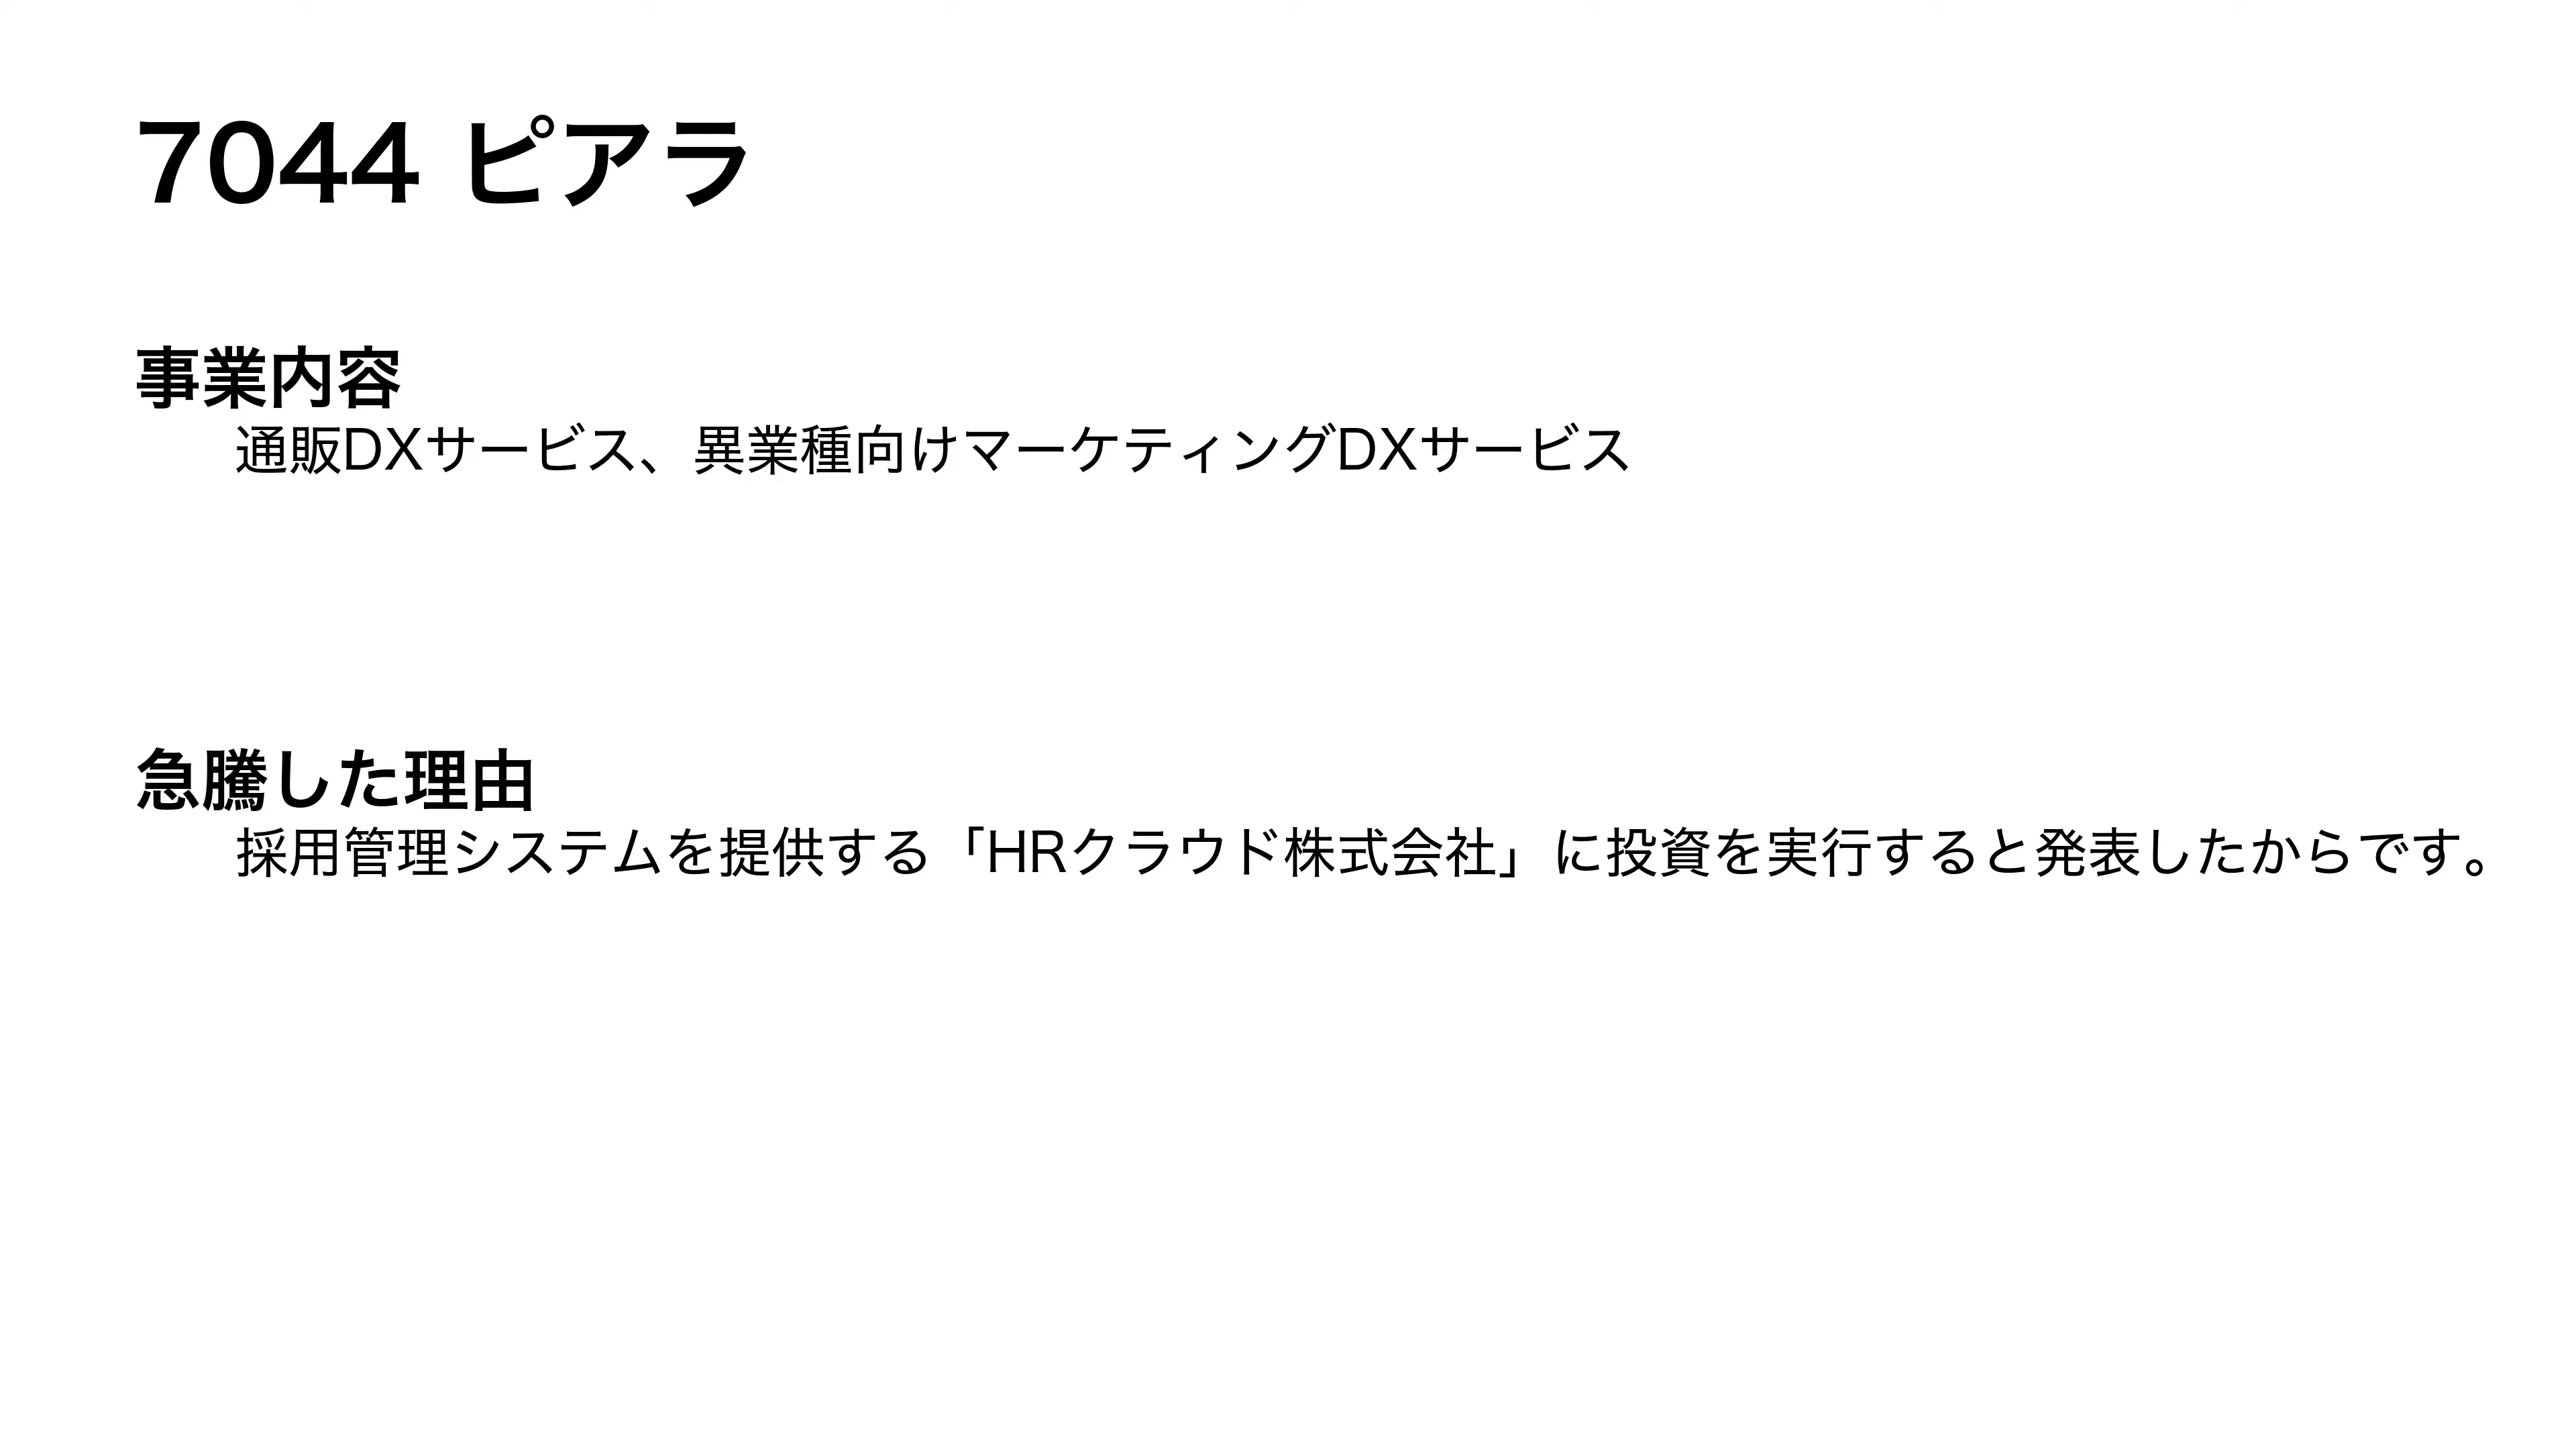 7044 ピアラ
事業内容
通販DXサービス、異業種向けマーケティングDXサービス
急騰した理由
採用管理システムを提供する「HRクラウド株式会社」に投資を実行すると発表したからです。